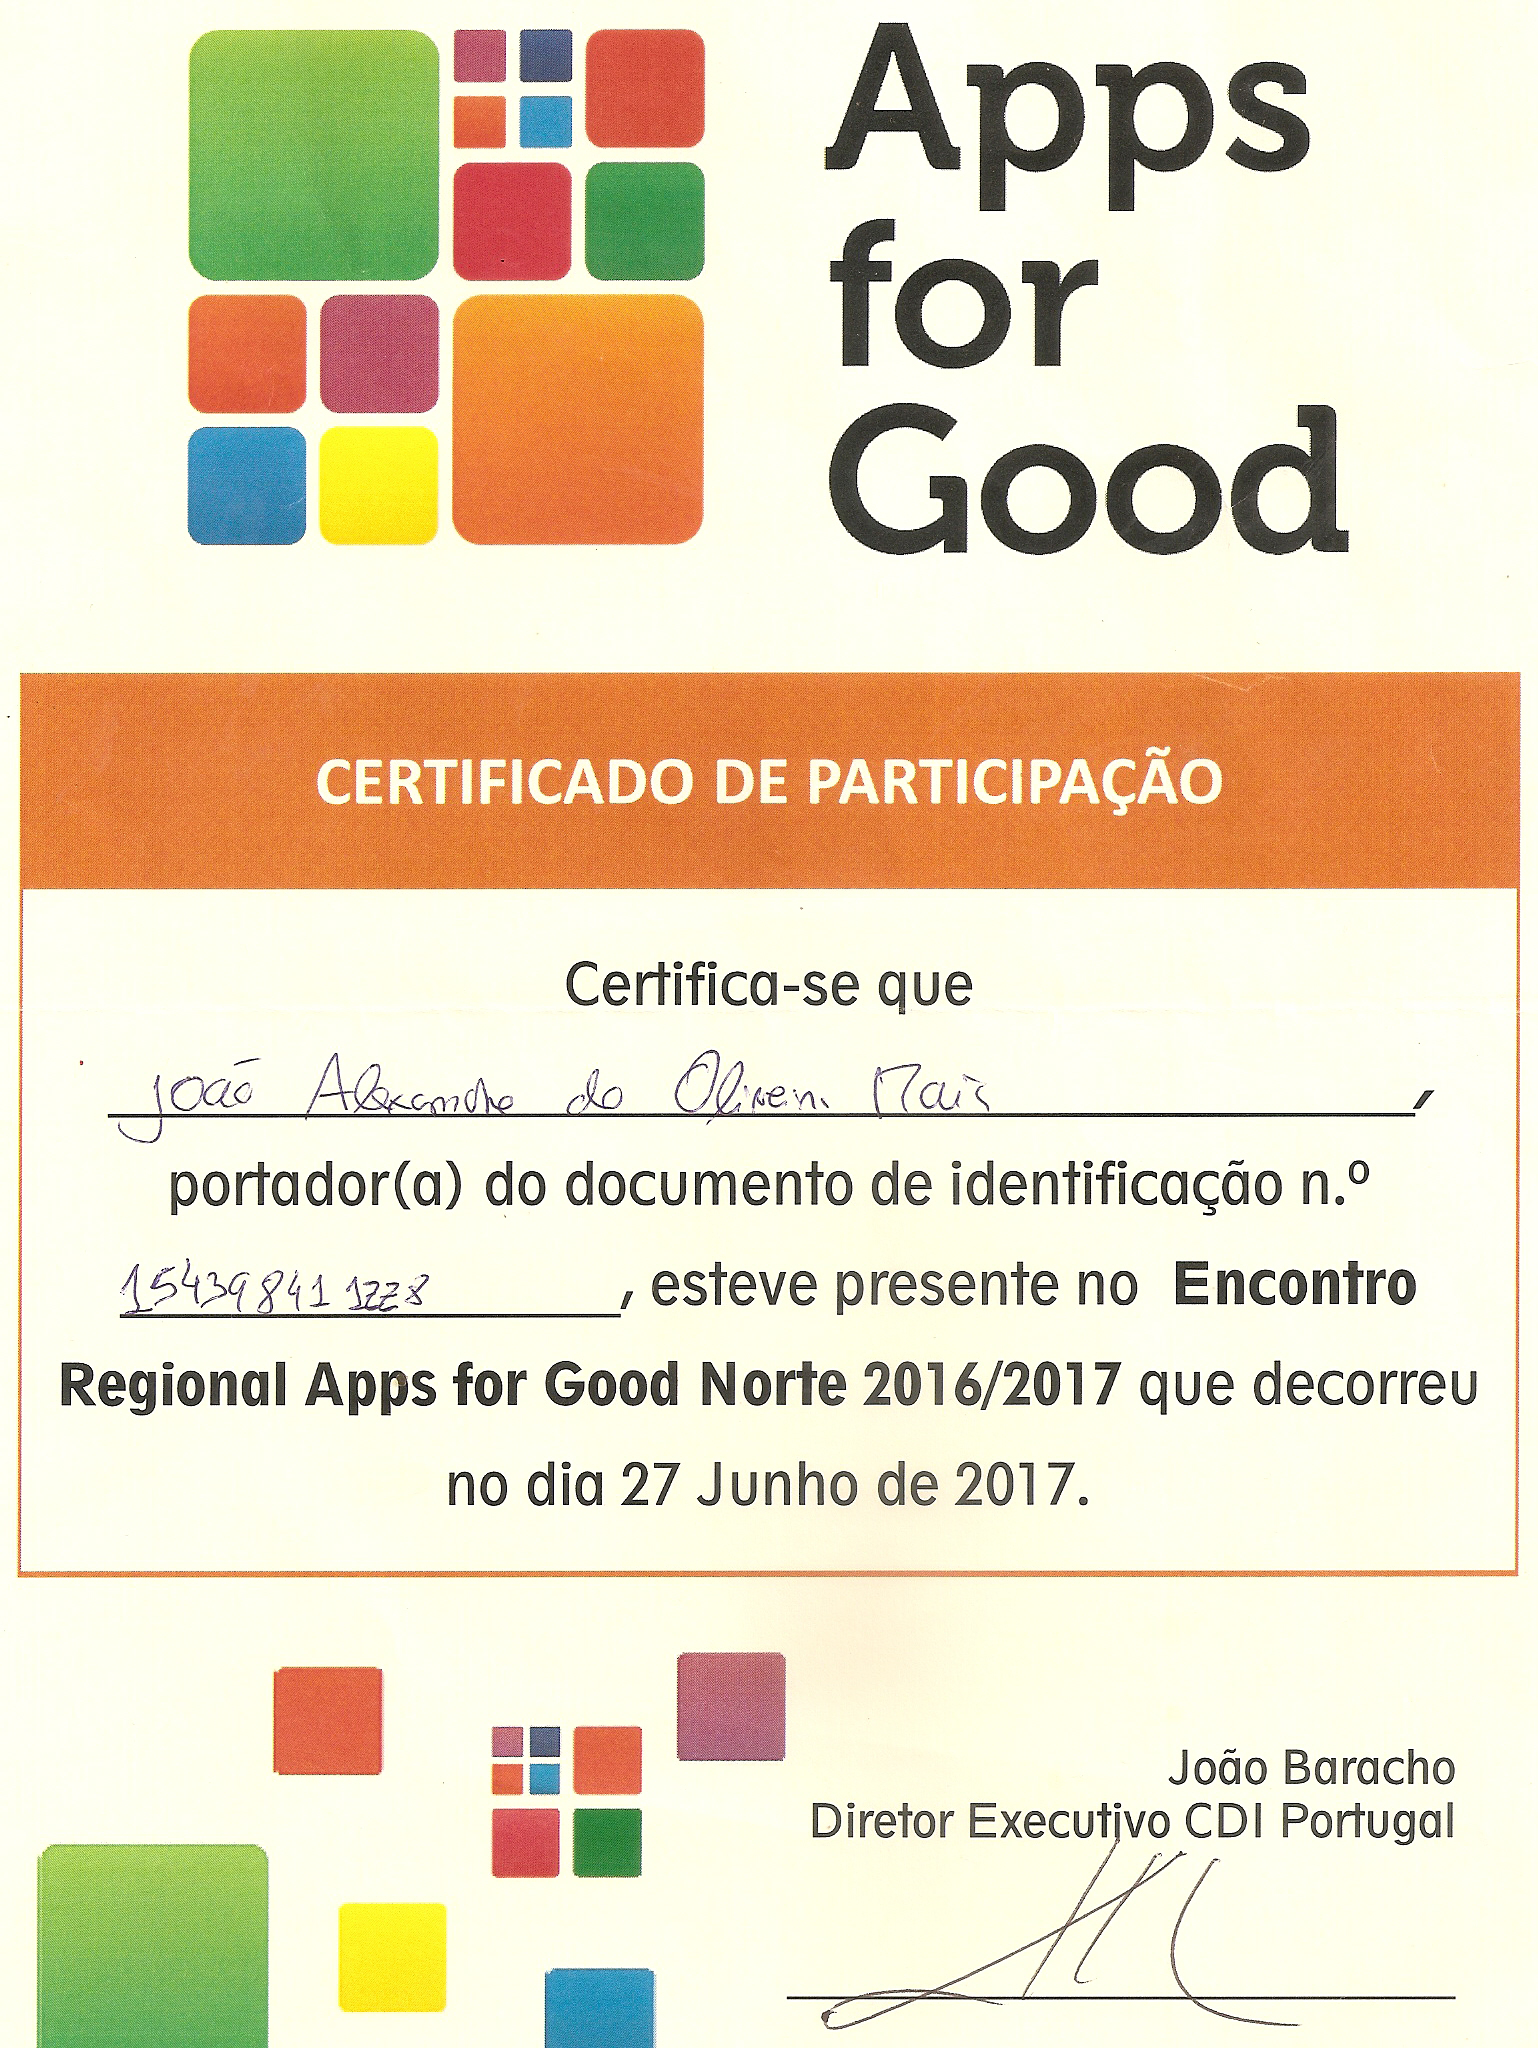 Apps
for
Good
CERTIFICADO DE PARTICIPAÇÃO
Certifica-se que
João Alexandre de Oliveira Maia,
portador(a) do documento de identificação n.º
15439841 1ZZ8, esteve presente no Encontro
Regional Apps for Good Norte 2016/2017 que decorreu
no dia 27 Junho de 2017.
João Baracho
Diretor Executivo CDI Portugal